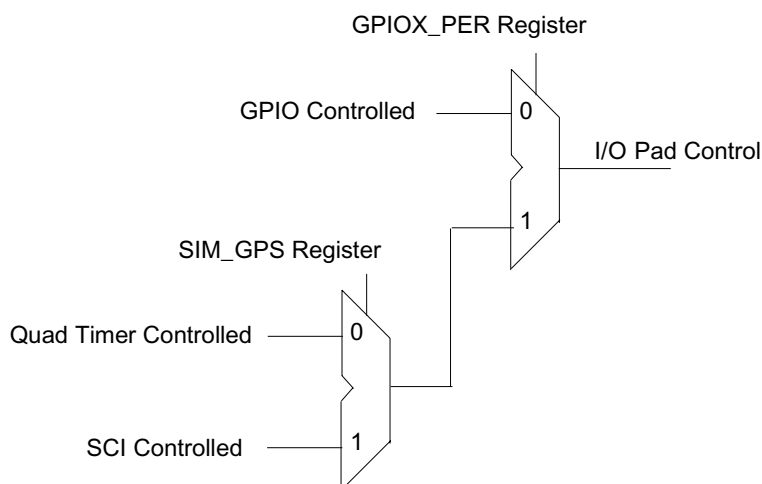 GPIOX_PER Register
GPIO Controlled
0
I/O Pad Control
1
SIM_GPS Register
Quad Timer Controlled
0
SCI Controlled
1